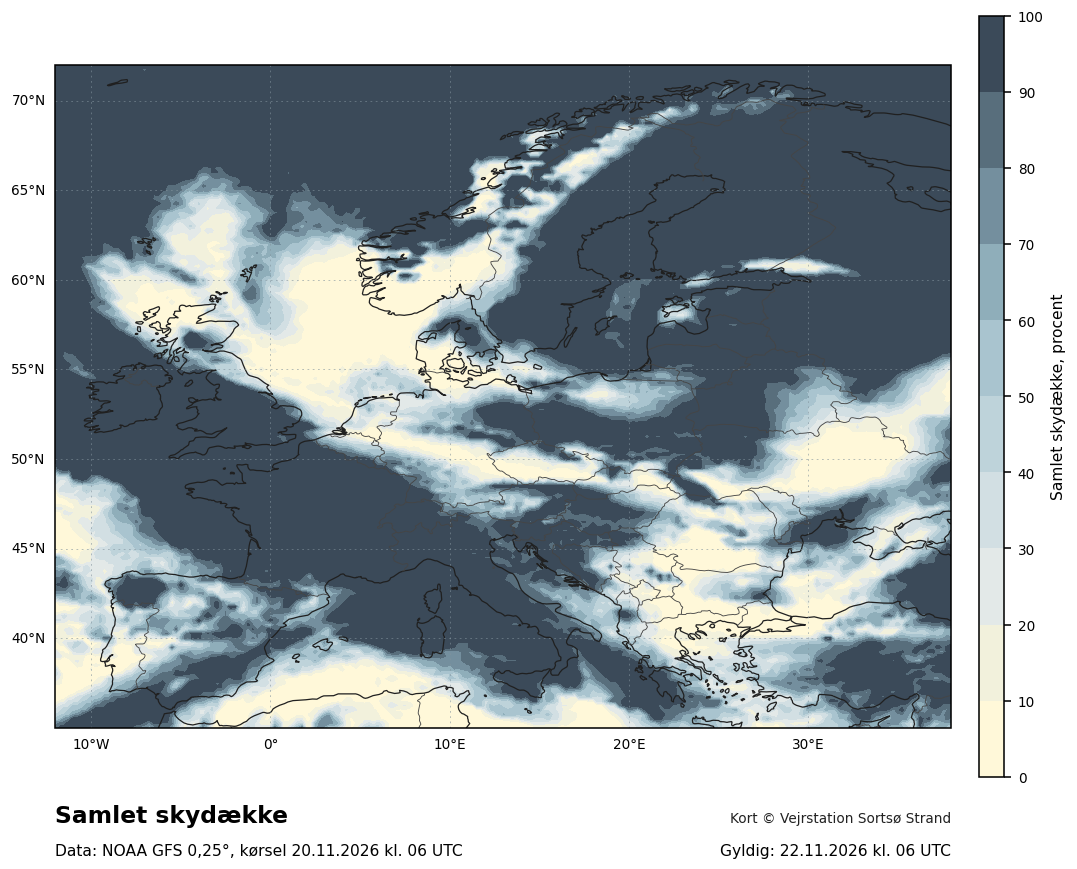 100
90
80
70
60
50
40
30
20
10
0
Samlet skydække, procent
70°N
65°N
60°N
55°N
50°N
45°N
40°N
10°W
0°
10°E
20°E
30°E
Samlet skydække
Kort © Vejrstation Sortsø Strand
Data: NOAA GFS 0,25°, kørsel 20.11.2026 kl. 06 UTC
Gyldig: 22.11.2026 kl. 06 UTC